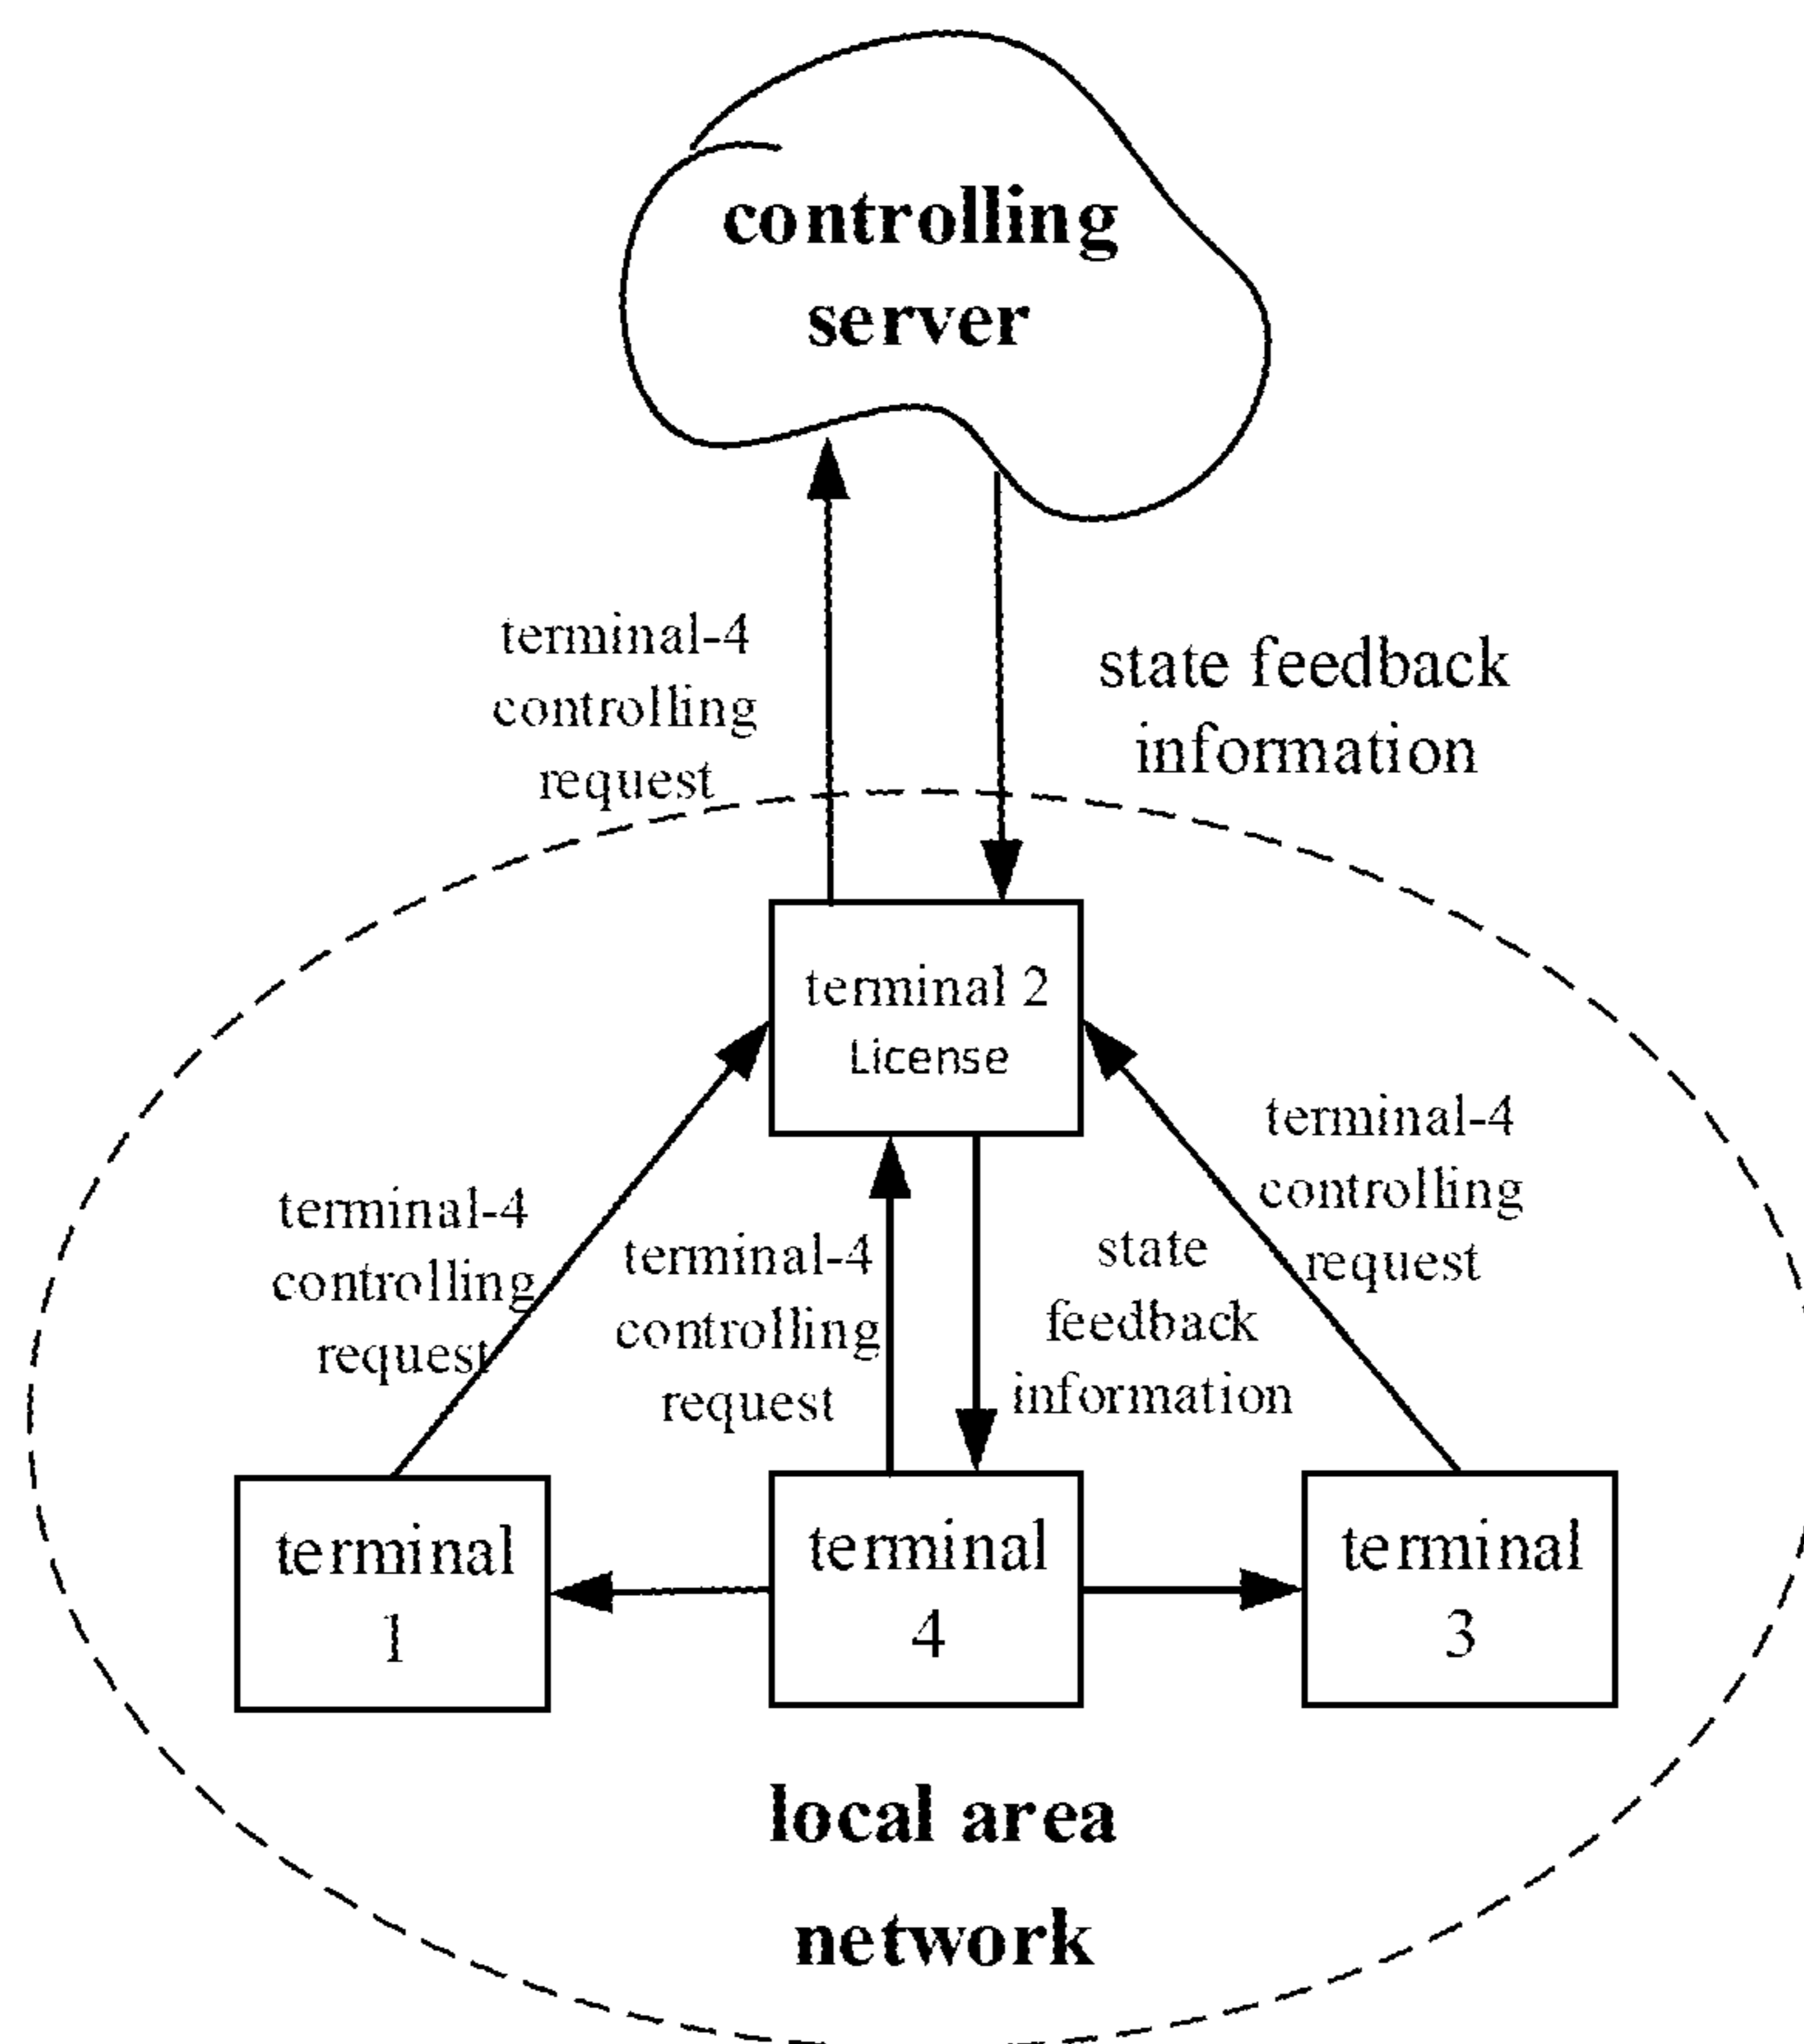 controlling
server
terminal-4
controlling
request
state feedback
information
terminal 2
License
terminal-4
controlling
request
terminal-4
controlling
request
state
feedback
information
terminal-4
controlling
request
terminal
1
terminal
4
terminal
3
local area
network